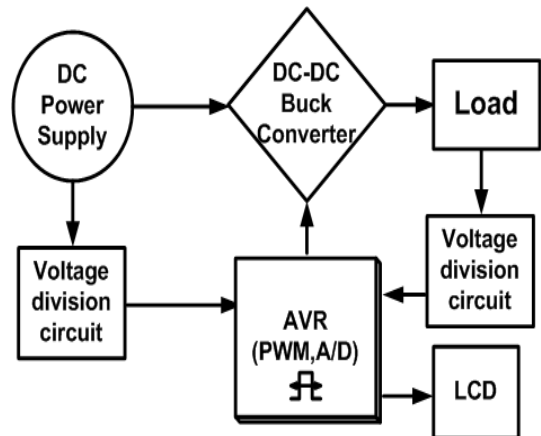 DC
Power
Supply
DC-DC
Buck
Converter
Load
Voltage
division
circuit
AVR
(PWM,A/D)
Voltage
division
circuit
LCD